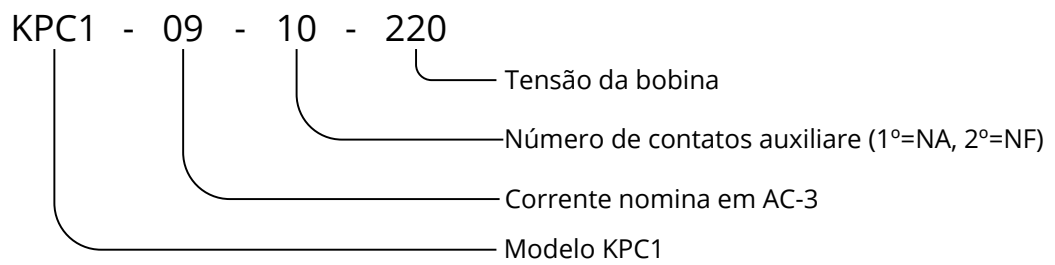 KPC1 - 09 - 10 - 220
Tensão da bobina
Número de contatos auxiliare (1º=NA, 2º=NF)
Corrente nomina em AC-3
Modelo KPC1